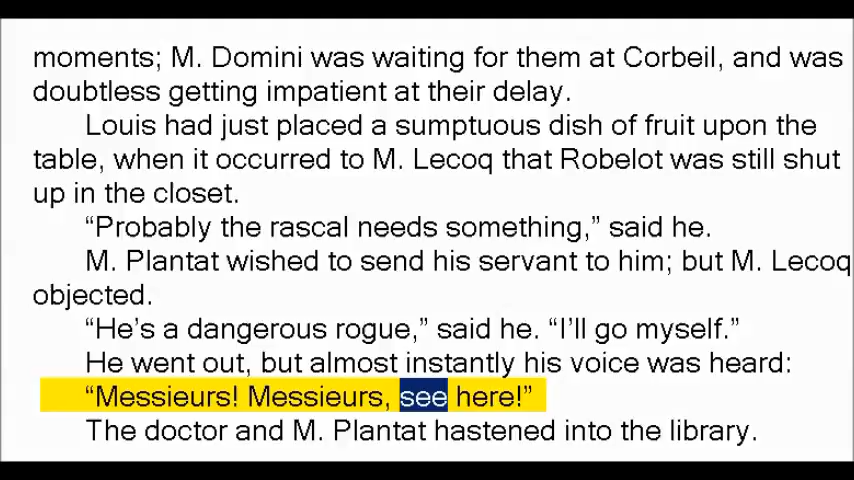 moments; M. Domini was waiting for them at Corbeil, and was
doubtless getting impatient at their delay.
Louis had just placed a sumptuous dish of fruit upon the
table, when it occurred to M. Lecoq that Robelot was still shut
up in the closet.
“Probably the rascal needs something,” said he.
M. Plantat wished to send his servant to him; but M. Lecoq
objected.
“He’s a dangerous rogue,” said he. “I’ll go myself.”
He went out, but almost instantly his voice was heard:
“Messieurs! Messieurs, see here!”
The doctor and M. Plantat hastened into the library.